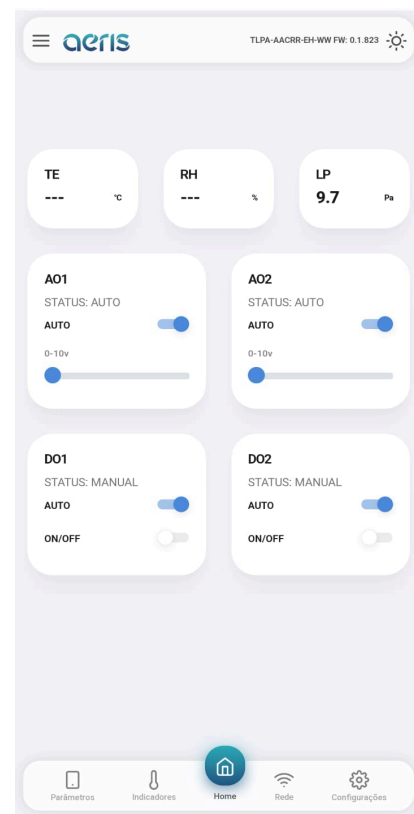 aeris
TLPA-AACRR-EH-WW FW: 0.1.823
TE
--- °C
RH
--- %
LP
9.7 Pa
AO1
STATUS: AUTO
AUTO
0-10v
AO2
STATUS: AUTO
AUTO
0-10v
DO1
STATUS: MANUAL
AUTO
ON/OFF
DO2
STATUS: MANUAL
AUTO
ON/OFF
Parâmetros
Indicadores
Home
Rede
Configurações